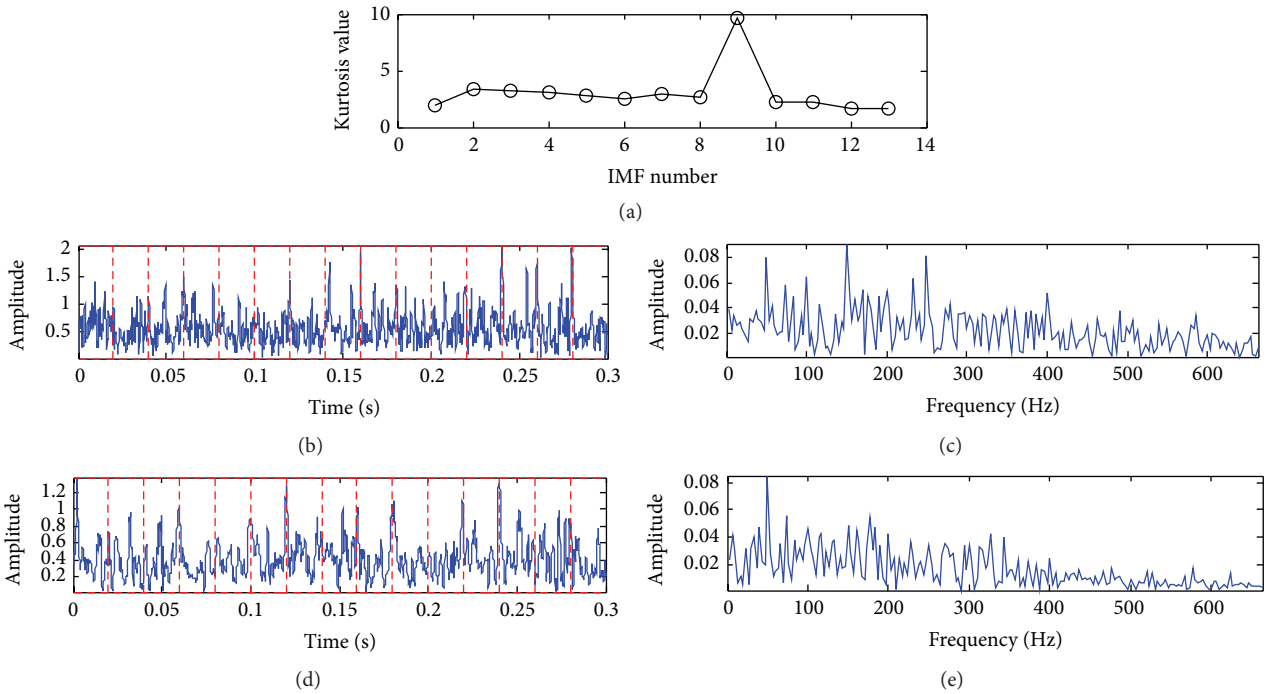 10
5
0
Kurtosis value
0 2 4 6 8 10 12 14
IMF number
(a)
2
1.5
1
0.5
Amplitude
0 0.05 0.1 0.15 0.2 0.25 0.3
Time (s)
(b)
0.08
0.06
0.04
0.02
Amplitude
0 100 200 300 400 500 600
Frequency (Hz)
(c)
1.2
1
0.8
0.6
0.4
0.2
Amplitude
0 0.05 0.1 0.15 0.2 0.25 0.3
Time (s)
(d)
0.08
0.06
0.04
0.02
Amplitude
0 100 200 300 400 500 600
Frequency (Hz)
(e)